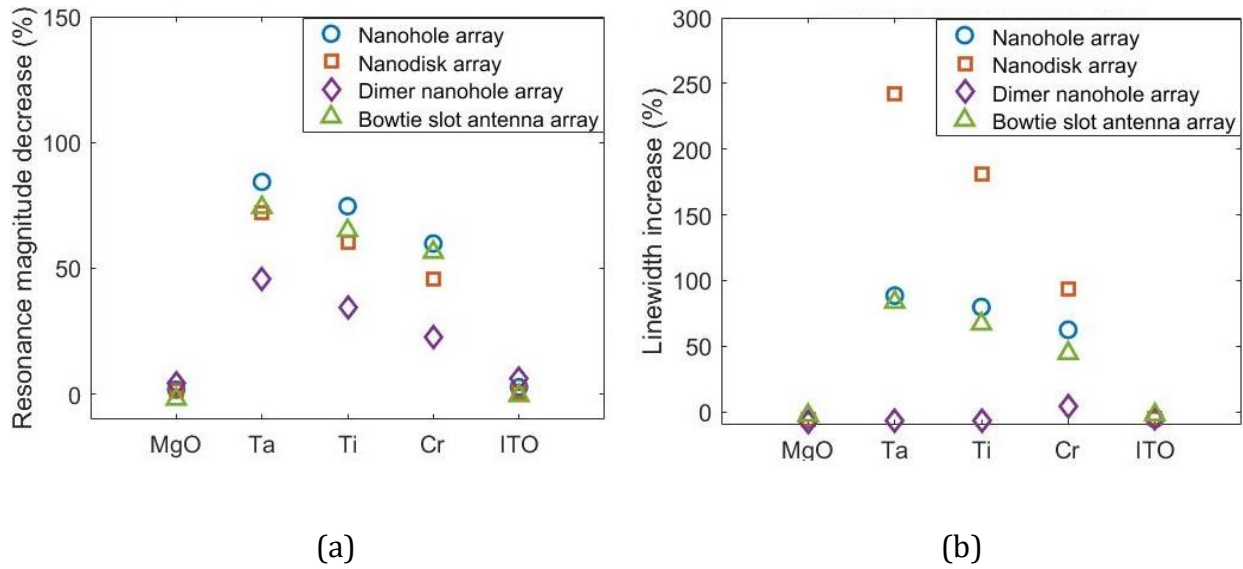 Resonance magnitude decrease (%)
150
100
50
0
Nanohole array
Nanodisk array
Dimer nanohole array
Bowtie slot antenna array
MgO Ta Ti Cr ITO
(a)
Linewidth increase (%)
300
250
200
150
100
50
0
Nanohole array
Nanodisk array
Dimer nanohole array
Bowtie slot antenna array
MgO Ta Ti Cr ITO
(b)